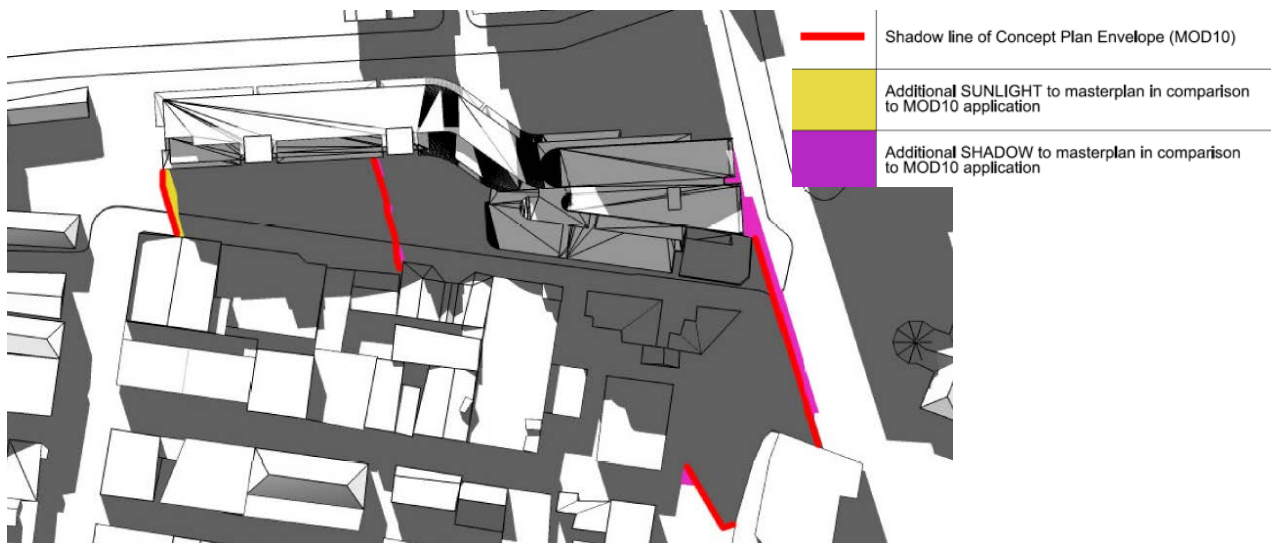 Shadow line of Concept Plan Envelope (MOD10)
Additional SUNLIGHT to masterplan in comparison
to MOD10 application
Additional SHADOW to masterplan in comparison
to MOD10 application